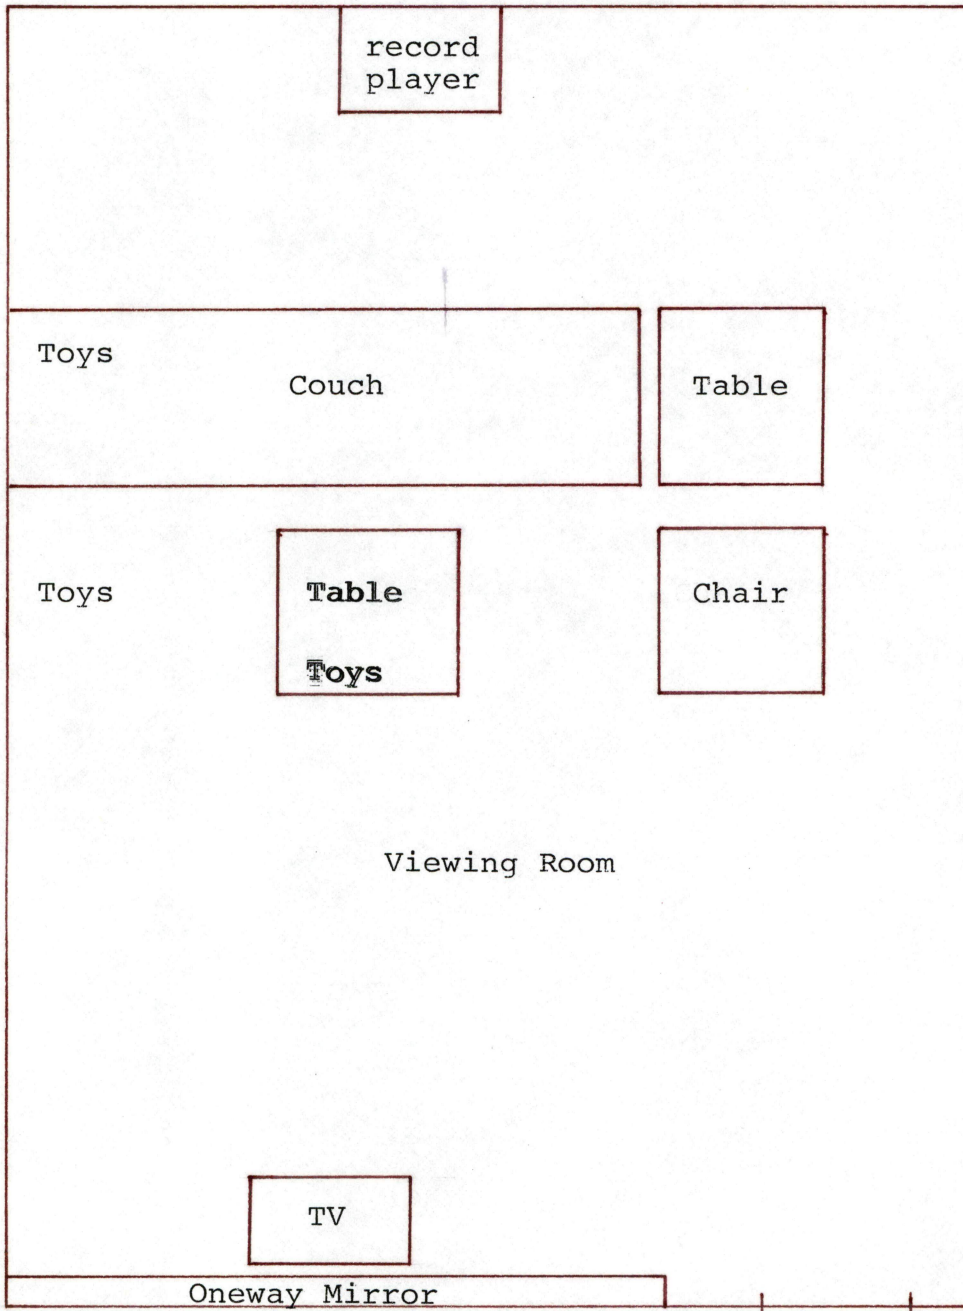 record
player
Toys
Couch
Table
Toys
Table
Chair
Toys
Viewing Room
TV
Oneway Mirror